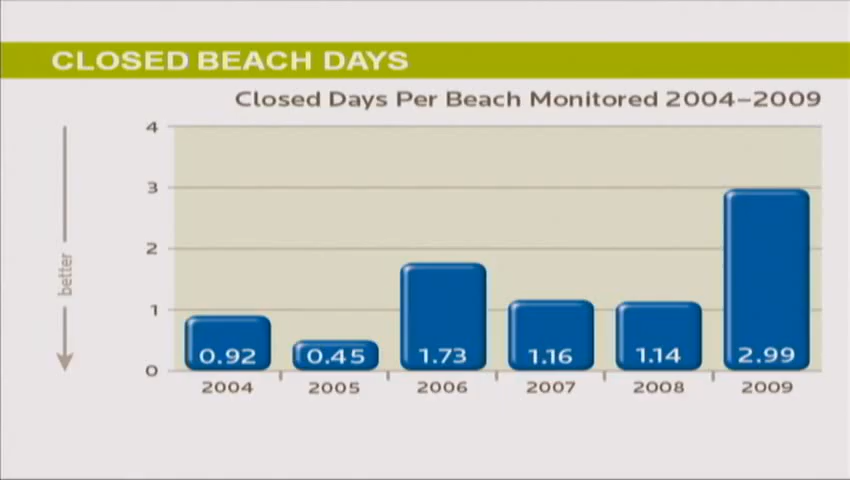 CLOSED BEACH DAYS
Closed Days Per Beach Monitored 2004–2009
better
4
3
2
1
0
0.92 0.45 1.73 1.16 1.14 2.99
2004 2005 2006 2007 2008 2009